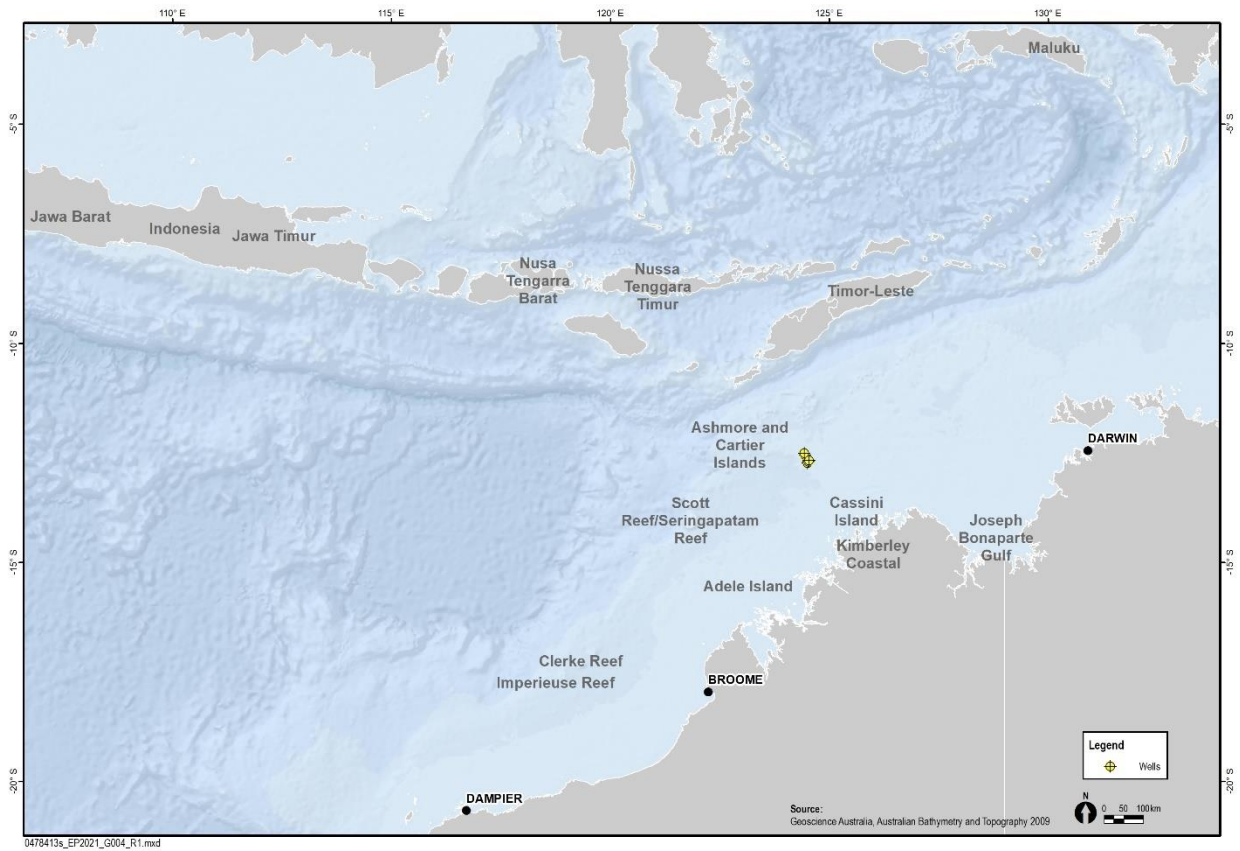 110° E
115° E
120° E
125° E
130° E
Maluku
-5° S
-5° S
Jawa Barat
Indonesia
Jawa Timur
Nusa
Tengarra
Barat
Nussa
Tenggara
Timur
Timor-Leste
-10° S
-10° S
Ashmore and
Cartier
Islands
DARWIN
Scott
Reef/Seringapatam
Reef
Cassini
Island
Kimberley
Coastal
Joseph
Bonaparte
Gulf
-15° S
-15° S
Adele Island
Clerke Reef
Imperieuse Reef
BROOME
DAMPIER
-20° S
-20° S
Legend
Wells
Source:
Geoscience Australia, Australian Bathymetry and Topography 2009
N
0 50 100km
0478413s_EP2021_G004_R1.mxd